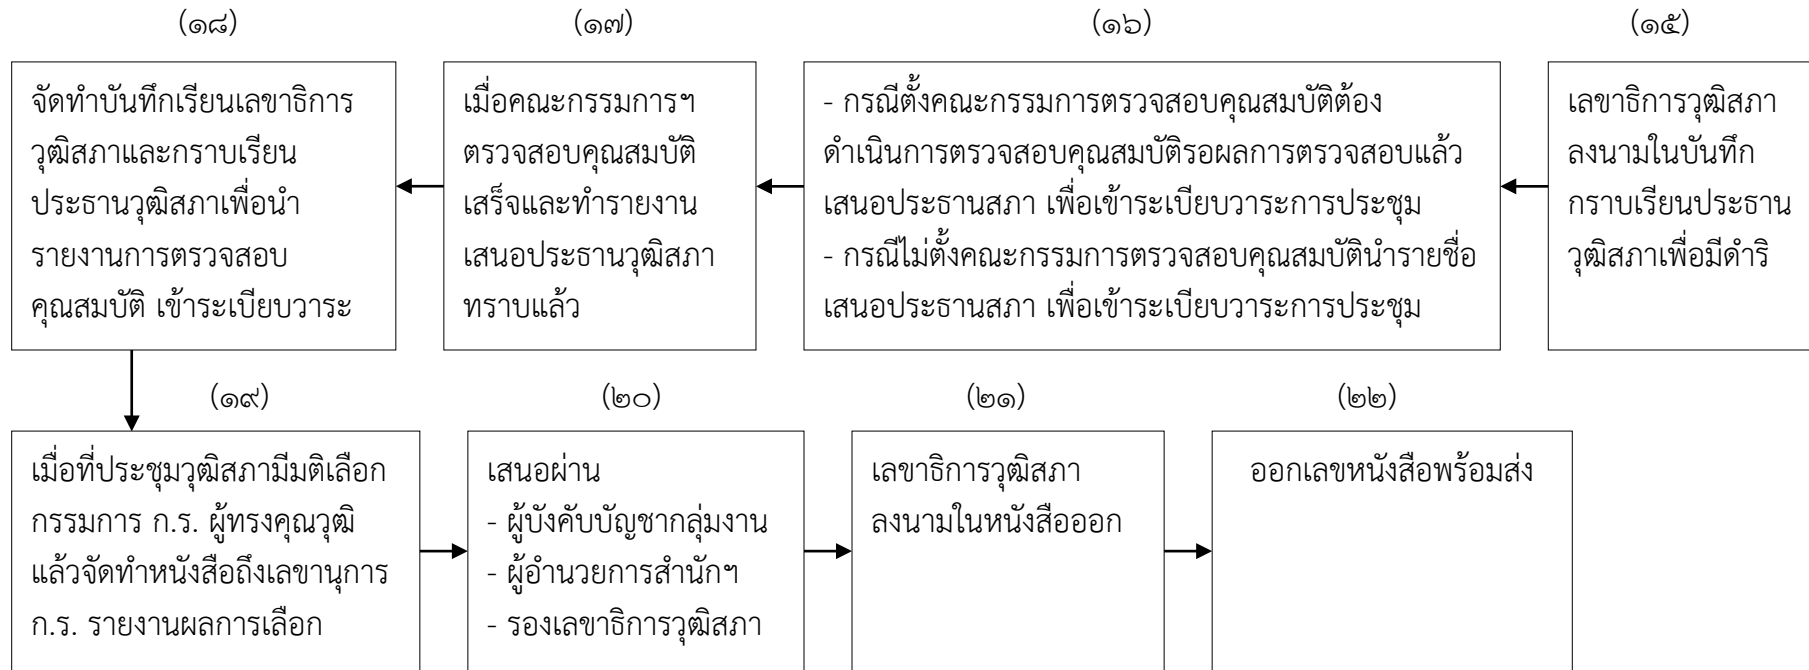 (๑๘)
จัดทำบันทึกเรียนเลขาธิการ
วุฒิสภาและกราบเรียน
ประธานวุฒิสภาเพื่อนำ
รายงานการตรวจสอบ
คุณสมบัติ เข้าระเบียบวาระ
(๑๗)
เมื่อคณะกรรมการฯ
ตรวจสอบคุณสมบัติ
เสร็จและทำรายงาน
เสนอประธานวุฒิสภา
ทราบแล้ว
(๑๖)
- กรณีตั้งคณะกรรมการตรวจสอบคุณสมบัติต้อง
ดำเนินการตรวจสอบคุณสมบัติรอผลการตรวจสอบแล้ว
เสนอประธานสภา เพื่อเข้าระเบียบวาระการประชุม
- กรณีไม่ตั้งคณะกรรมการตรวจสอบคุณสมบัตินำรายชื่อ
เสนอประธานสภา เพื่อเข้าระเบียบวาระการประชุม
(๑๕)
เลขาธิการวุฒิสภา
ลงนามในบันทึก
กราบเรียนประธาน
วุฒิสภาเพื่อมีดำริ
(๑๙)
เมื่อที่ประชุมวุฒิสภามีมติเลือก
กรรมการ ก.ร. ผู้ทรงคุณวุฒิ
แล้วจัดทำหนังสือถึงเลขานุการ
ก.ร. รายงานผลการเลือก
(๒๐)
เสนอผ่าน
- ผู้บังคับบัญชากลุ่มงาน
- ผู้อำนวยการสำนักฯ
- รองเลขาธิการวุฒิสภา
(๒๑)
เลขาธิการวุฒิสภา
ลงนามในหนังสือออก
(๒๒)
ออกเลขหนังสือพร้อมส่ง